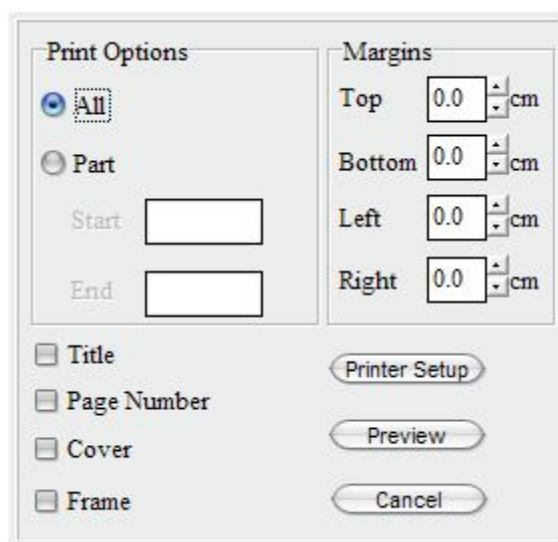 Print Options
All
Part
Start
End
Margins
Top 0.0 cm
Bottom 0.0 cm
Left 0.0 cm
Right 0.0 cm
Title
Page Number
Cover
Frame
Printer Setup
Preview
Cancel